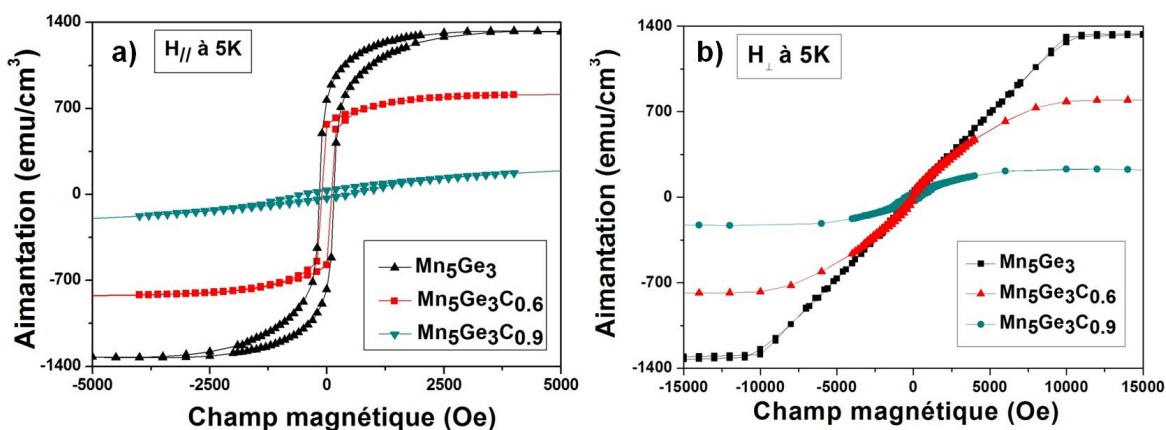 a)
H// à 5K
Aimantation (emu/cm3)
1400
700
0
-700
-1400
-5000 -2500 0 2500 5000
Champ magnétique (Oe)
Mn5Ge3
Mn5Ge3C0.6
Mn5Ge3C0.9
b)
H⊥ à 5K
Aimantation (emu/cm3)
1400
700
0
-700
-1400
-15000 -10000 -5000 0 5000 10000 15000
Champ magnétique (Oe)
Mn5Ge3
Mn5Ge3C0.6
Mn5Ge3C0.9